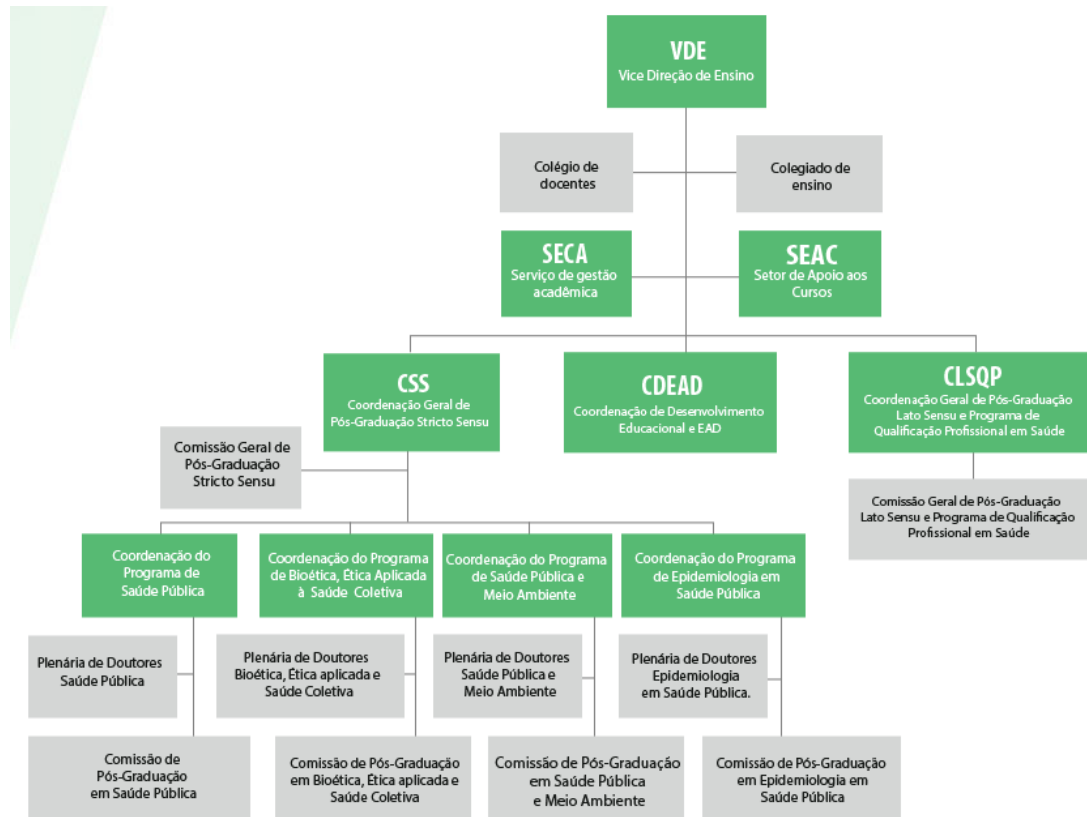 VDE
Vice Direção de Ensino
Colégio de
docentes
Colegiado de
ensino
SECA
Serviço de gestão
acadêmica
SEAC
Setor de Apoio aos
Cursos
CSS
Coordenação Geral de
Pós-Graduação Stricto Sensu
CDEAD
Coordenação de Desenvolvimento
Educacional e EAD
CLSQP
Coordenação Geral de Pós-Graduação
Lato Sensu e Programa de
Qualificação Profissional em Saúde
Comissão Geral de
Pós-Graduação
Stricto Sensu
Comissão Geral de Pós-Graduação
Lato Sensu e Programa de Qualificação
Profissional em Saúde
Coordenação do
Programa de
Saúde Pública
Coordenação do Programa
de Bioética, Ética Aplicada
à Saúde Coletiva
Coordenação do Programa
de Saúde Pública e
Meio Ambiente
Coordenação do Programa
de Epidemiologia em
Saúde Pública
Plenária de Doutores
Saúde Pública
Plenária de Doutores
Bioética, Ética aplicada e
Saúde Coletiva
Plenária de Doutores
Saúde Pública e
Meio Ambiente
Plenária de Doutores
Epidemiologia
em Saúde Pública.
Comissão de
Pós-Graduação
em Saúde Pública
Comissão de Pós-Graduação
em Bioética, Ética aplicada e
Saúde Coletiva
Comissão de Pós-Graduação
em Saúde Pública
e Meio Ambiente
Comissão de Pós-Graduação
em Epidemiologia em
Saúde Pública